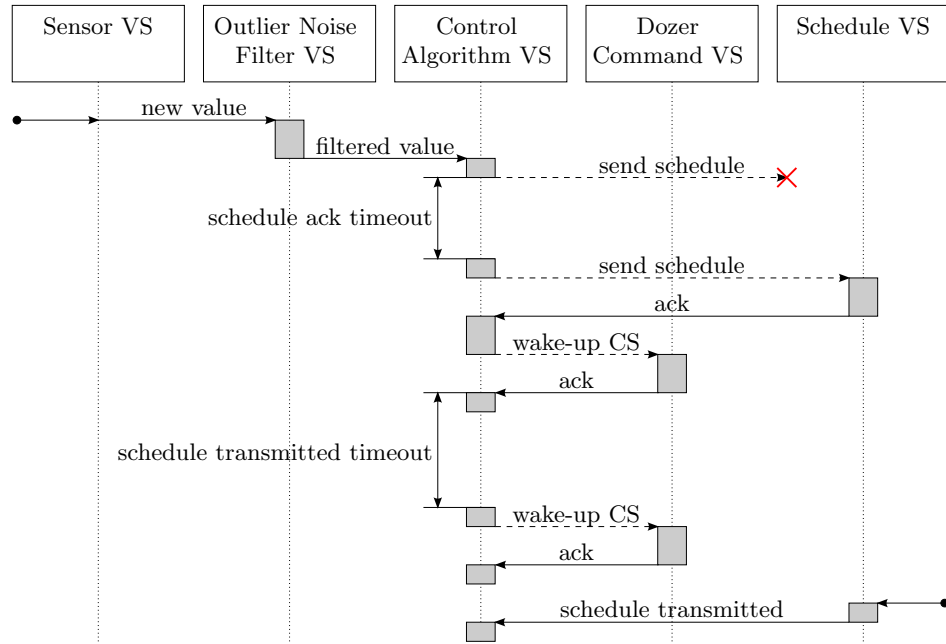 Sensor VS
Outlier Noise
Filter VS
Control
Algorithm VS
Dozer
Command VS
Schedule VS
new value
filtered value
send schedule
schedule ack timeout
send schedule
ack
wake-up CS
ack
schedule transmitted timeout
wake-up CS
ack
schedule transmitted